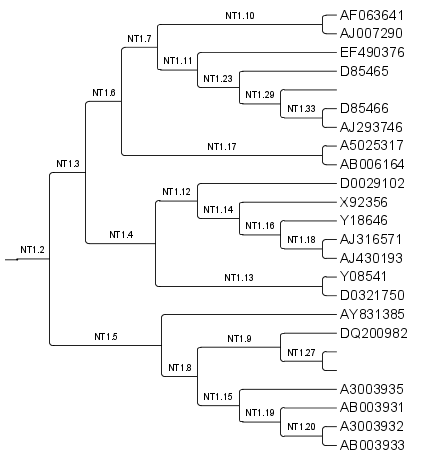 NT1.10
AF063641
AJ007290
NT1.7
EF490376
NT1.11
D85465
NT1.23
NT1.6
NT1.29
D85466
NT1.33
AJ293746
NT1.17
A5025317
AB006164
NT1.3
D0029102
NT1.12
X92356
NT1.14
Y18646
NT1.16
NT1.4
AJ316571
NT1.18
AJ430193
NT1.2
NT1.13
Y08541
D0321750
AY831385
NT1.5
DQ200982
NT1.9
NT1.27
NT1.8
A3003935
NT1.15
AB003931
NT1.19
A3003932
NT1.20
AB003933